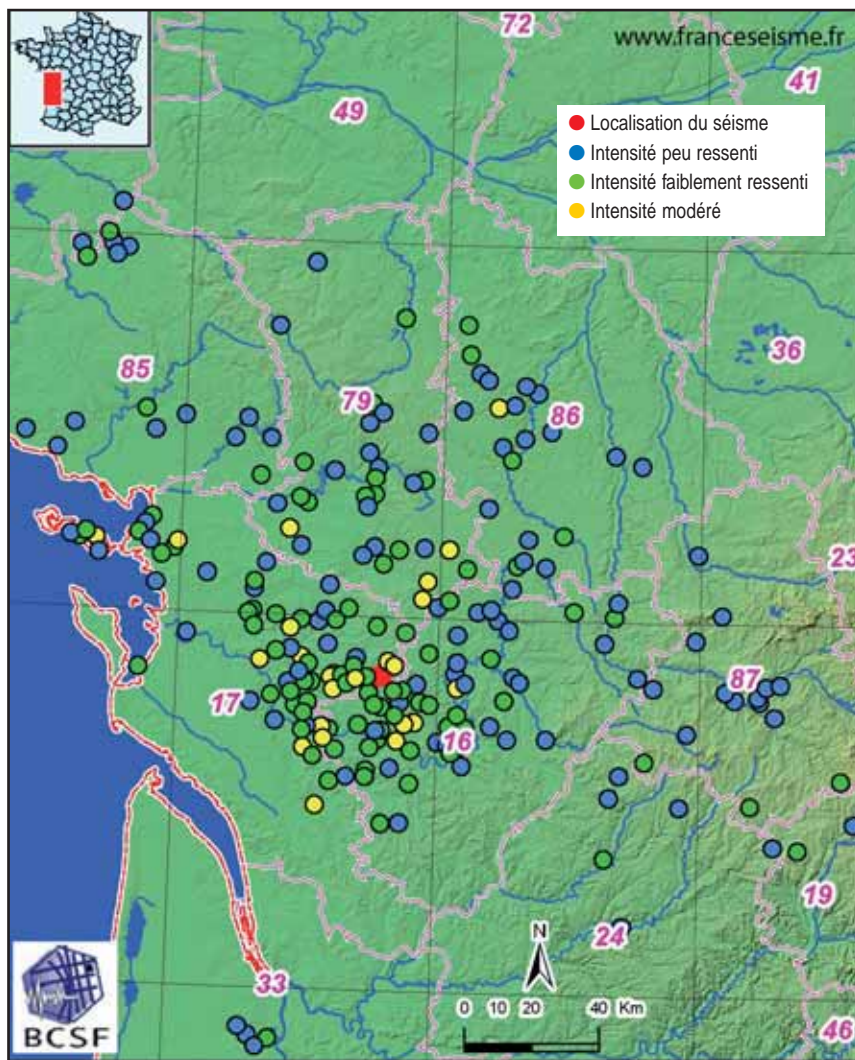 72
www.franceseisme.fr
41
49
Localisation du séisme
Intensité peu ressenti
Intensité faiblement ressenti
Intensité modéré
36
85
79
86
23
17
87
16
19
24
N
33
0 10 20 40 Km
BCSF
46